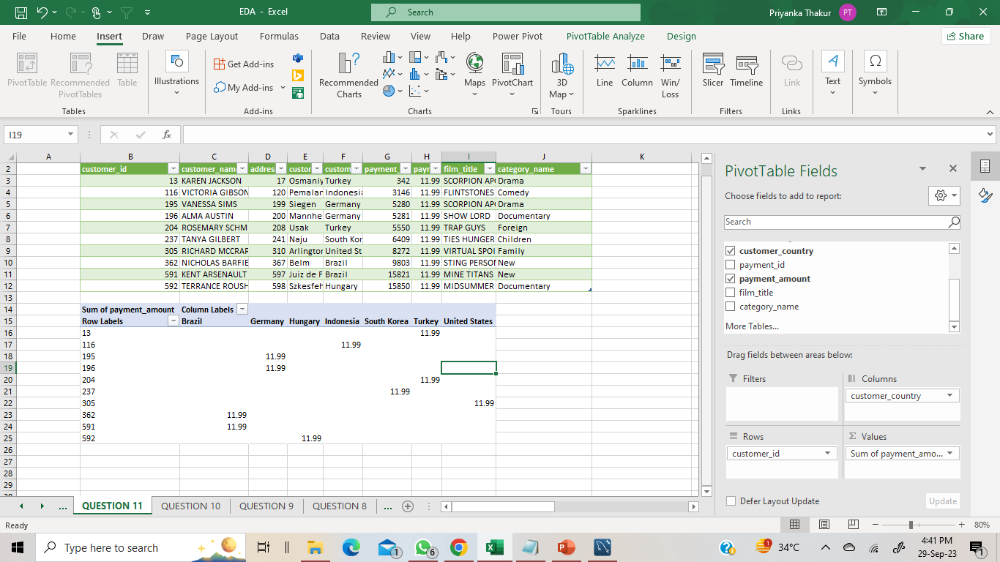 EDA - Excel
Search
Priyanka Thakur
PT
File Home Insert Draw Page Layout Formulas Data Review View Help Power Pivot PivotTable Analyze Design
Share
PivotTable
Recommended PivotTables
Table
Illustrations
Get Add-ins
My Add-ins
Recommended Charts
Maps
PivotChart
3D Map
Line
Column
Win/ Loss
Slicer
Timeline
Link
Text
Symbols
Tables Add-ins Charts Tours Sparklines Filters Links
I19
fx
A B C D E F G H I J K
2 customer_id customer_nam addres custor custom payment_ payr film_title category_name
3 13 KAREN JACKSON 17 Osmaniy Turkey 342 11.99 SCORPION AP Drama
4 116 VICTORIA GIBSON 120 Pemalar Indonesi 3146 11.99 FLINTSTONES Comedy
5 195 VANESSA SIMS 199 Siegen Germany 5280 11.99 SCORPION AP Drama
6 196 ALMA AUSTIN 200 Mannhe Germany 5281 11.99 SHOW LORD Documentary
7 204 ROSEMARY SCHM 208 Usak Turkey 5550 11.99 TRAP GUYS Foreign
8 237 TANYA GILBERT 241 Naju South Kor 6409 11.99 TIES HUNGER Children
9 305 RICHARD MCCRAR 310 Arlingtor United St 8272 11.99 VIRTUAL SPOI Family
10 362 NICHOLAS BARFIE 367 Belm Brazil 9803 11.99 STING PERSOI New
11 591 KENT ARSENAULT 597 Juiz de F Brazil 15821 11.99 MINE TITANS New
12 592 TERRANCE ROUSH 598 Szkesfeh Hungary 15850 11.99 MIDSUMMER Documentary
13
14 Sum of payment_amount Column Labels
15 Row Labels Brazil Germany Hungary Indonesia South Korea Turkey United States
16 13 11.99
17 116 11.99
18 195 11.99
19 196 11.99
20 204 11.99
21 237 11.99
22 305 11.99
23 362 11.99
24 591 11.99
25 592 11.99
26
27
28
29
PivotTable Fields
Choose fields to add to report:
Search
customer_country
payment_id
payment_amount
film_title
category_name
More Tables...
Drag fields between areas below:
Filters
Columns
customer_country
Rows
customer_id
Σ Values
Sum of payment_amo...
Defer Layout Update
Update
... QUESTION 11 QUESTION 10 QUESTION 9 QUESTION 8 ...
Ready
80%
Type here to search
1
6
1
34°C
4:41 PM
29-Sep-23
1